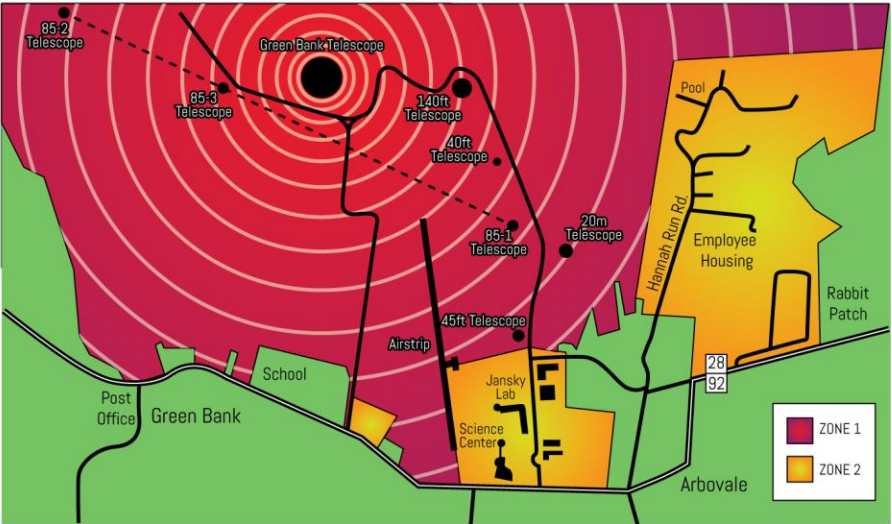 85-2
Telescope
Green Bank Telescope
85-3
Telescope
140ft
Telescope
40ft
Telescope
85-1
Telescope
20m
Telescope
45ft Telescope
Airstrip
Pool
Hannah Run Rd.
Employee
Housing
Rabbit
Patch
28
92
School
Post
Office
Green Bank
Jansky
Lab
Science
Center
Arbovale
ZONE 1
ZONE 2